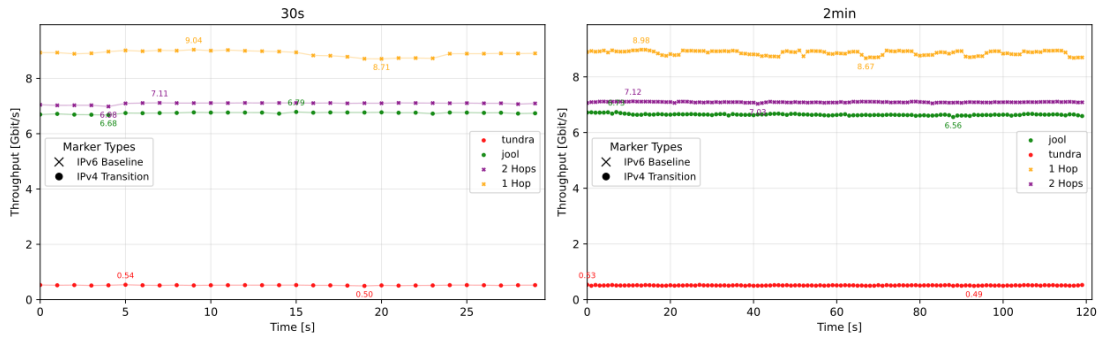 30s
2min
Throughput [Gbit/s]
8
6
4
2
0
9.04
8.71
7.11
6.98
6.68
6.79
0.54
0.50
Marker Types
IPv6 Baseline
IPv4 Transition
tundra
jool
2 Hops
1 Hop
0
5
10
15
20
25
Time [s]
Throughput [Gbit/s]
8
6
4
2
0
8.98
8.67
7.12
7.03
6.56
0.53
0.49
Marker Types
IPv6 Baseline
IPv4 Transition
jool
tundra
1 Hop
2 Hops
0
20
40
60
80
100
120
Time [s]